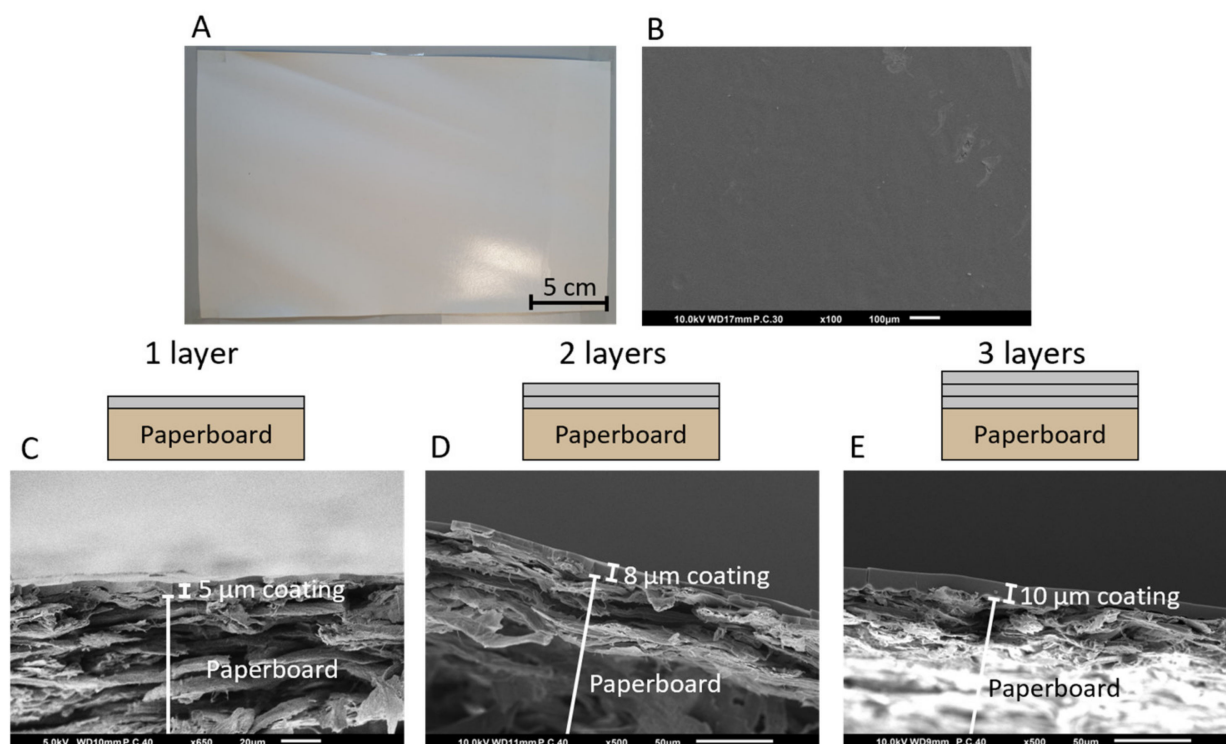 A
B
5 cm
10.0kV WD17mm P.C.30 x100 100µm
1 layer
2 layers
3 layers
Paperboard
Paperboard
Paperboard
C
D
E
5 µm coating
8 µm coating
10 µm coating
Paperboard
Paperboard
Paperboard
5.0kV WD10mm P.C.40 x650 20µm
10.0kV WD11mm P.C.40 x500 50µm
10.0kV WD9mm P.C.40 x500 50µm